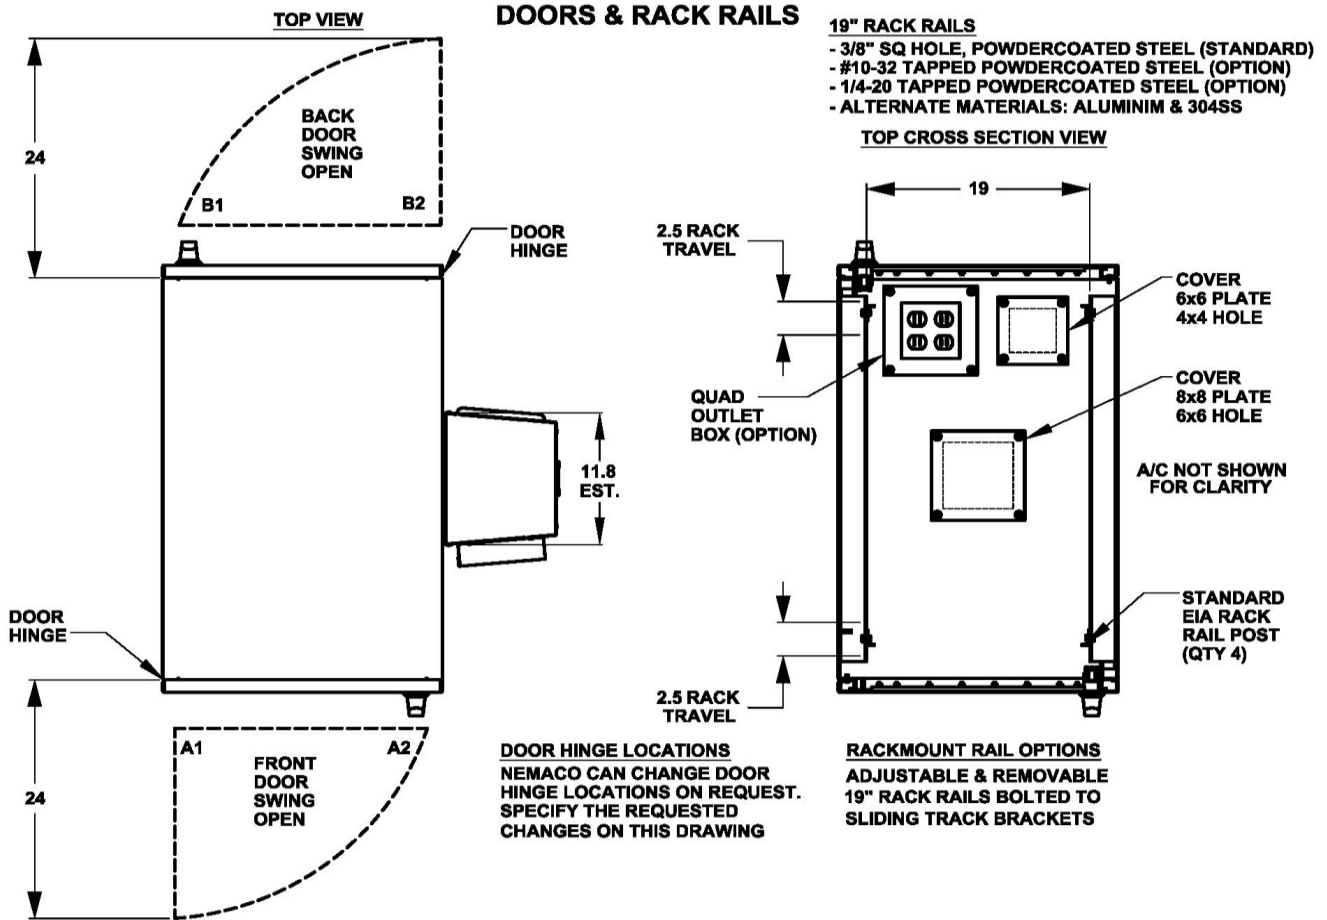 DOORS & RACK RAILS
TOP VIEW
24
BACK
DOOR
SWING
OPEN
B1
B2
DOOR
HINGE
11.8
EST.
DOOR
HINGE
A1
A2
FRONT
DOOR
SWING
OPEN
24
19" RACK RAILS
- 3/8" SQ HOLE, POWDERCOATED STEEL (STANDARD)
- #10-32 TAPPED POWDERCOATED STEEL (OPTION)
- 1/4-20 TAPPED POWDERCOATED STEEL (OPTION)
- ALTERNATE MATERIALS: ALUMINIM & 304SS
TOP CROSS SECTION VIEW
19
2.5 RACK
TRAVEL
COVER
6x6 PLATE
4x4 HOLE
QUAD
OUTLET
BOX (OPTION)
COVER
8x8 PLATE
6x6 HOLE
A/C NOT SHOWN
FOR CLARITY
STANDARD
EIA RACK
RAIL POST
(QTY 4)
2.5 RACK
TRAVEL
DOOR HINGE LOCATIONS
NEMACO CAN CHANGE DOOR
HINGE LOCATIONS ON REQUEST.
SPECIFY THE REQUESTED
CHANGES ON THIS DRAWING
RACKMOUNT RAIL OPTIONS
ADJUSTABLE & REMOVABLE
19" RACK RAILS BOLTED TO
SLIDING TRACK BRACKETS